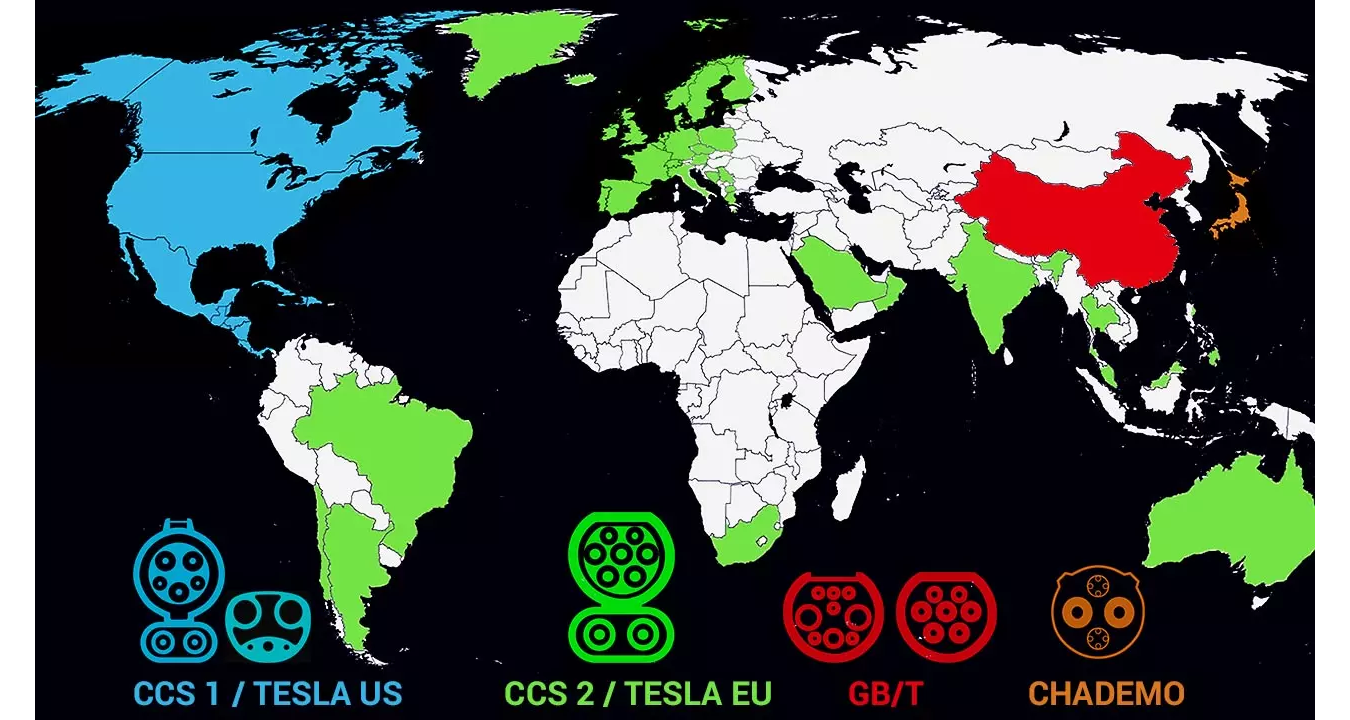 CCS 1 / TESLA US
CCS 2 / TESLA EU
GB/T
CHADEMO